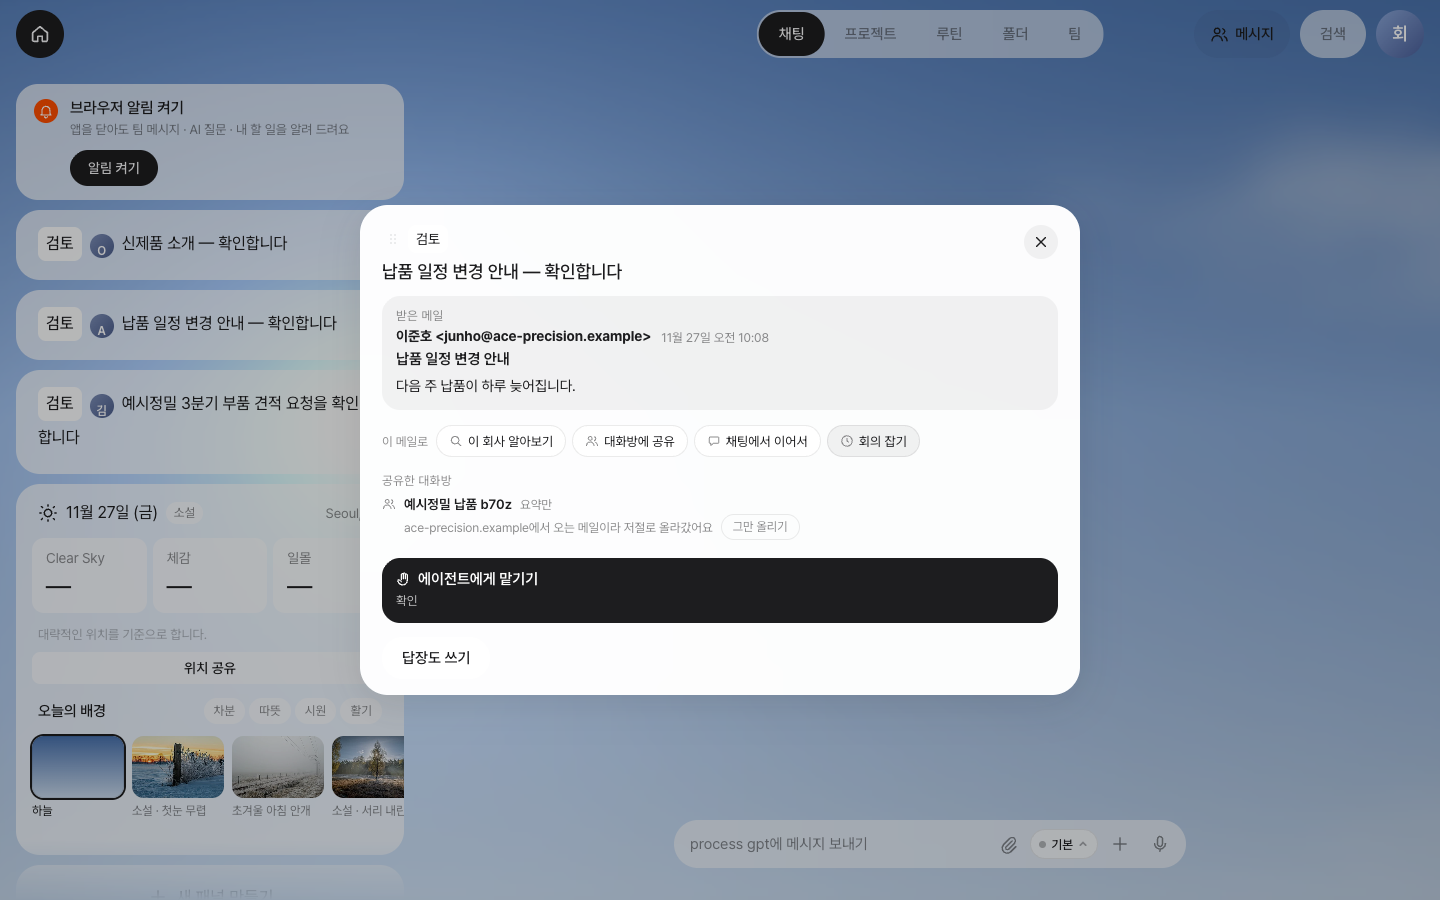 채팅
프로젝트
루틴
폴더
팀
메시지
검색
회
브라우저 알림 켜기
앱을 닫아도 팀 메시지 · AI 질문 · 내 할 일을 알려 드려요
알림 켜기
검토 O 신제품 소개 — 확인합니다
검토 A 납품 일정 변경 안내 — 확인합니다
검토 김 예시정밀 3분기 부품 견적 요청을 확인
합니다
11월 27일 (금) 소설 Seoul,
Clear Sky 체감 일몰
— — —
대략적인 위치를 기준으로 합니다.
위치 공유
오늘의 배경 차분 따뜻 시원 활기
하늘 소설 · 첫눈 무렵 초겨울 아침 안개 소설 · 서리 내린
검토
납품 일정 변경 안내 — 확인합니다
받은 메일
이준호 <junho@ace-precision.example> 11월 27일 오전 10:08
납품 일정 변경 안내
다음 주 납품이 하루 늦어집니다.
이 메일로 이 회사 알아보기 대화방에 공유 채팅에서 이어서 회의 잡기
공유한 대화방
예시정밀 납품 b70z 요약만
ace-precision.example에서 오는 메일이라 저절로 올라갔어요 그만 올리기
에이전트에게 맡기기
확인
답장도 쓰기
process gpt에 메시지 보내기 기본